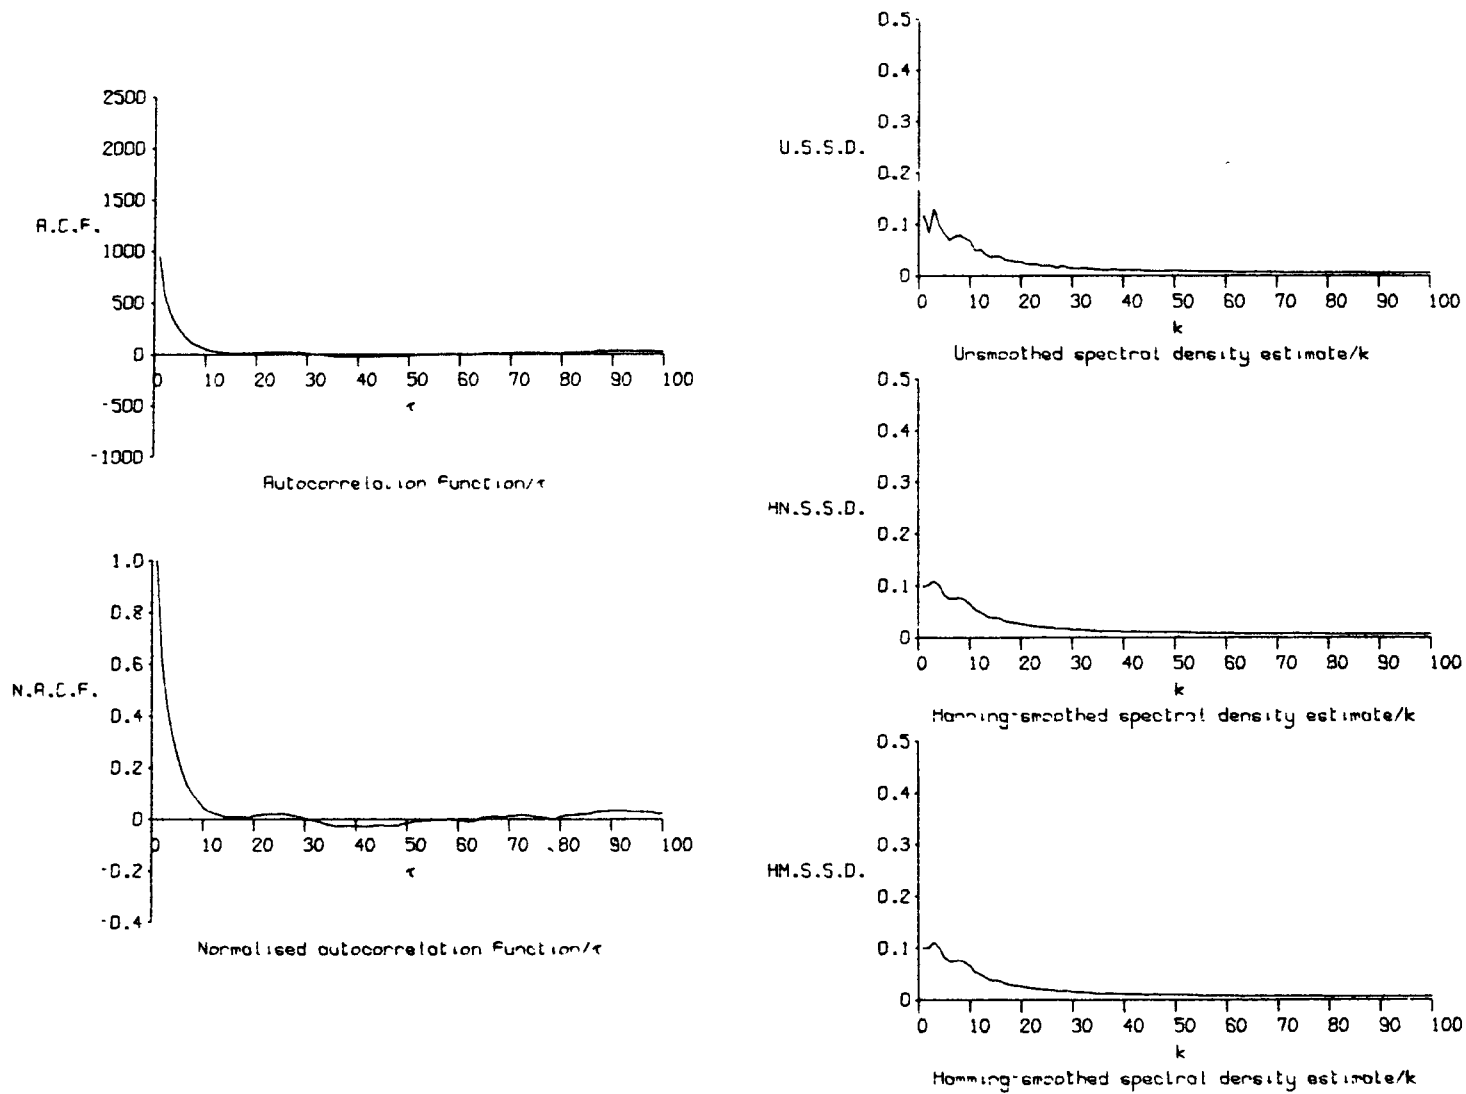 2500
2000
1500
A.C.F.
1000
500
0
0 10 20 30 40 50 60 70 80 90 100
-500
τ
-1000
Autocorrelation function/τ
1.0
0.8
0.6
N.A.C.F.
0.4
0.2
0
0 10 20 30 40 50 60 70 80 90 100
-0.2
τ
-0.4
Normalised autocorrelation function/τ
0.5
0.4
0.3
U.S.S.D.
0.2
0.1
0
0 10 20 30 40 50 60 70 80 90 100
k
Unsmoothed spectral density estimate/k
0.5
0.4
0.3
HN.S.S.D.
0.2
0.1
0
0 10 20 30 40 50 60 70 80 90 100
k
Hanning-smoothed spectral density estimate/k
0.5
0.4
0.3
HM.S.S.D.
0.2
0.1
0
0 10 20 30 40 50 60 70 80 90 100
k
Hamming-smoothed spectral density estimate/k